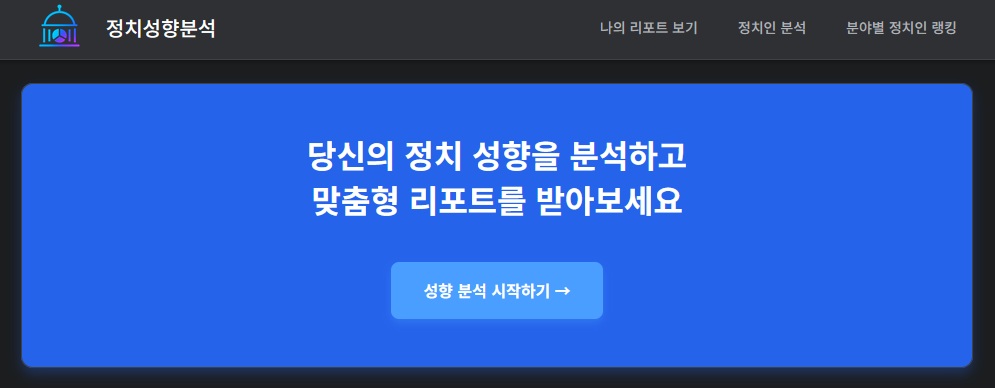 정치성향분석
나의 리포트 보기
정치인 분석
분야별 정치인 랭킹
당신의 정치 성향을 분석하고
맞춤형 리포트를 받아보세요
성향 분석 시작하기 →